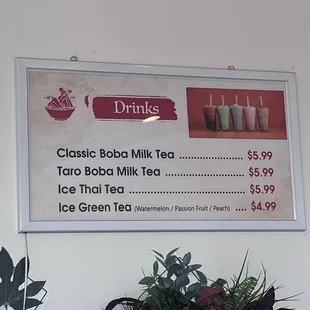 Drinks
Classic Boba Milk Tea ................ $5.99
Taro Boba Milk Tea ................... $5.99
Ice Thai Tea ............................... $5.99
Ice Green Tea (Watermelon / Passion Fruit / Peach) .... $4.99